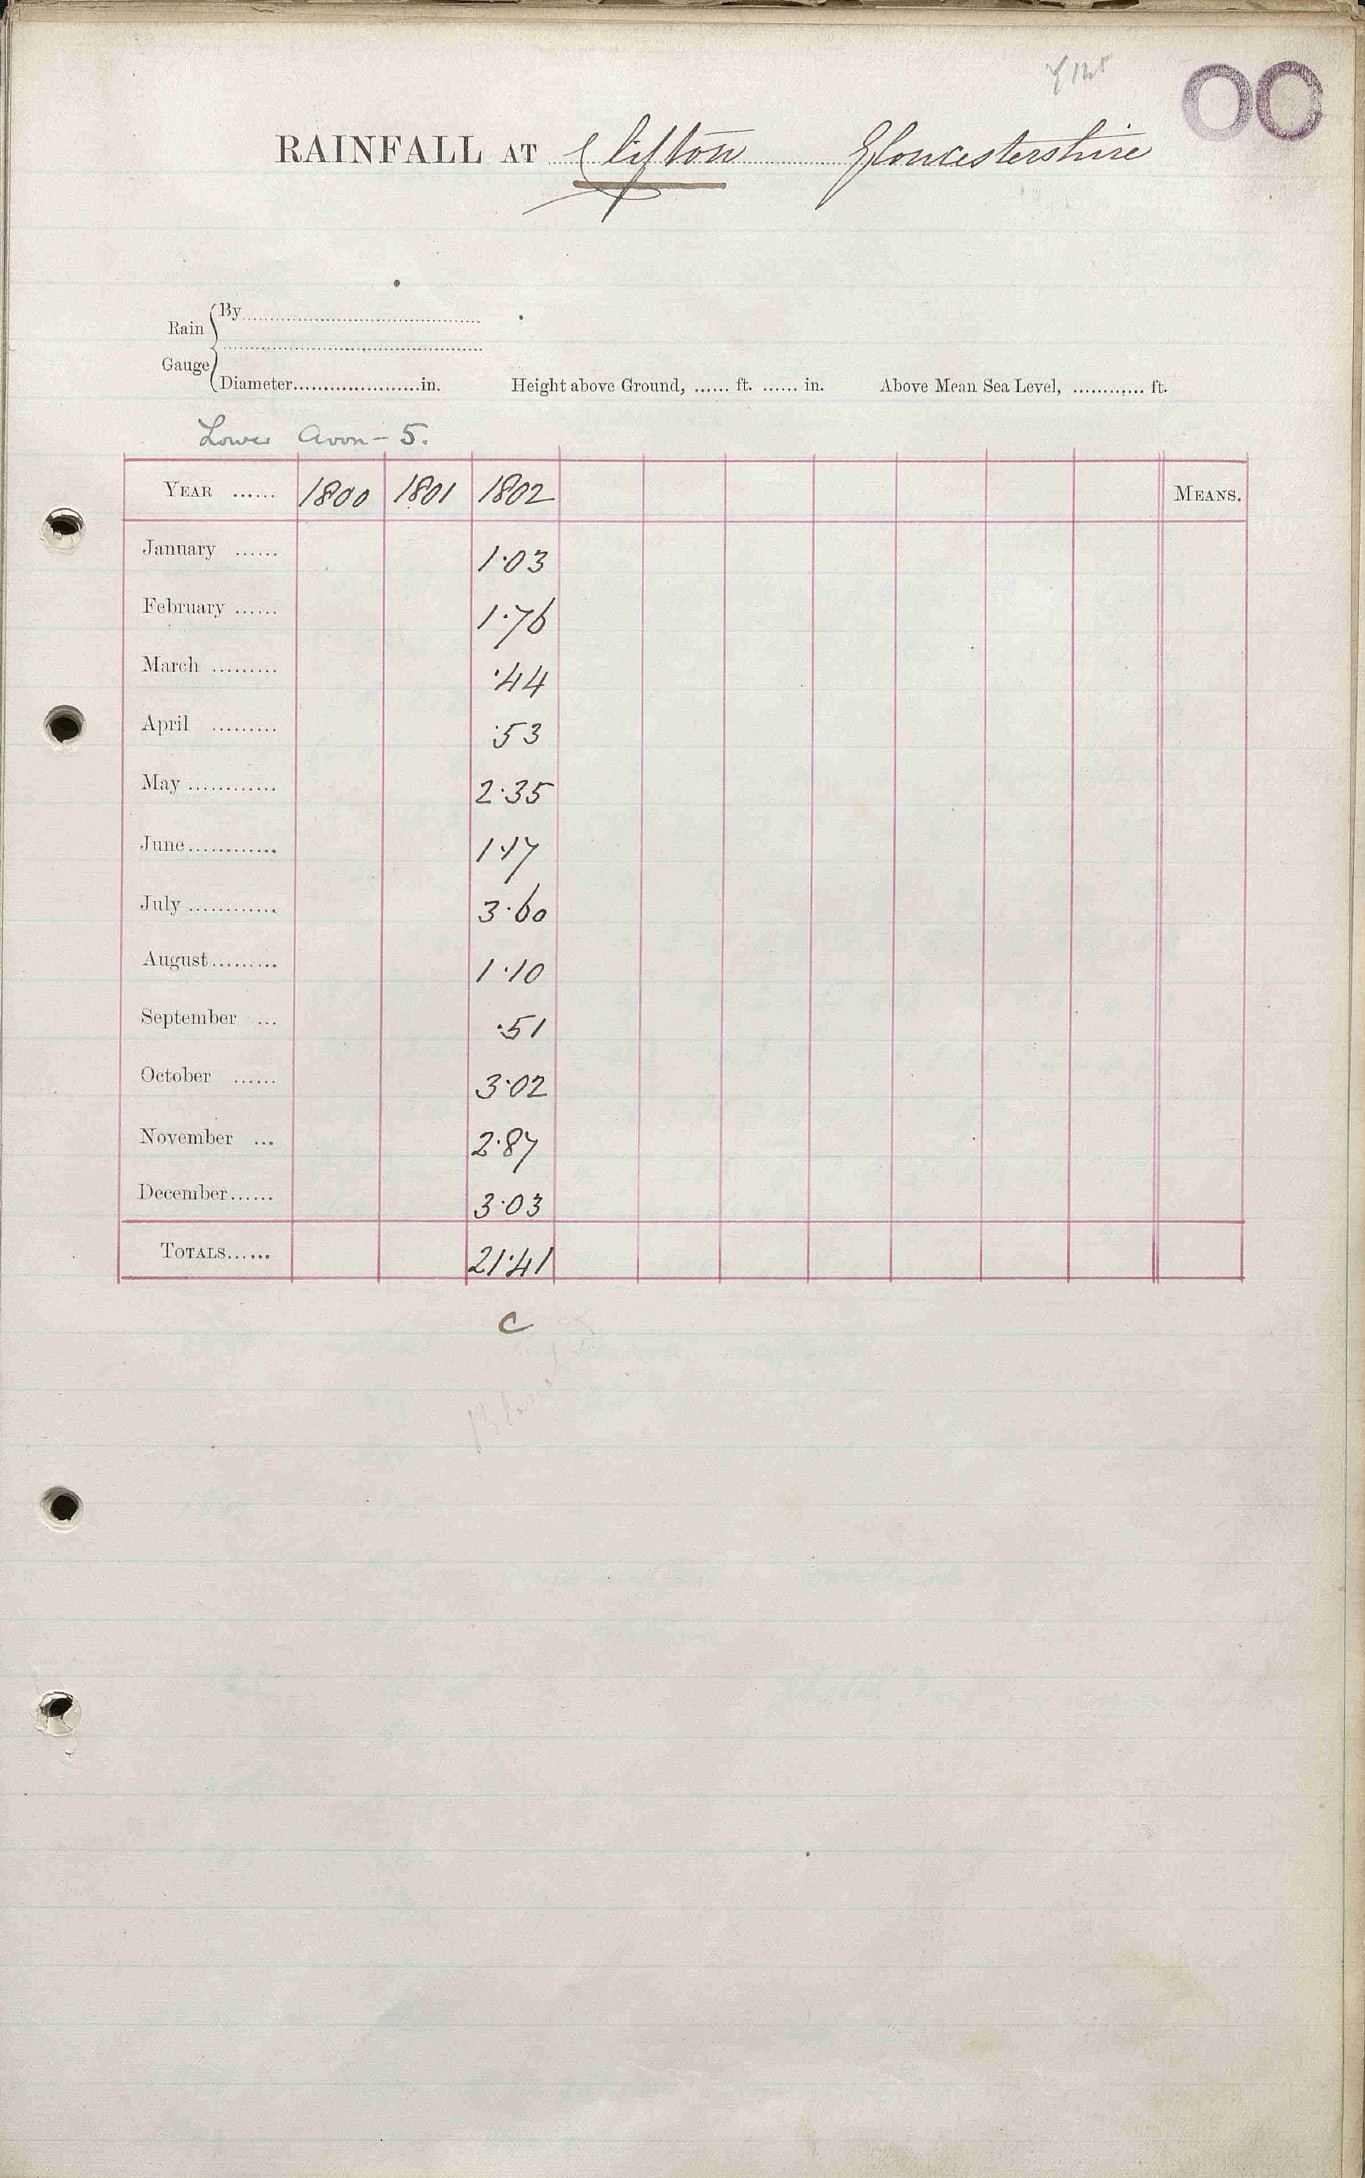 OO
RAINFALL AT Clifton Gloucestershire
Rain Gauge
By
Diameter.....................in. Height above Ground, ...... ft. ...... in. Above Mean Sea Level, ............ ft.
Lower Avon - 5.
YEAR ...... 1800 1801 1802 MEANS.
January ...... 1.03
February ...... 1.76
March ......... .44
April ......... .53
May ............ 2.35
June............ 1.17
July ............ 3.60
August......... 1.10
September ... .51
October ...... 3.02
November ... 2.87
December...... 3.03
TOTALS...... 21.41
C